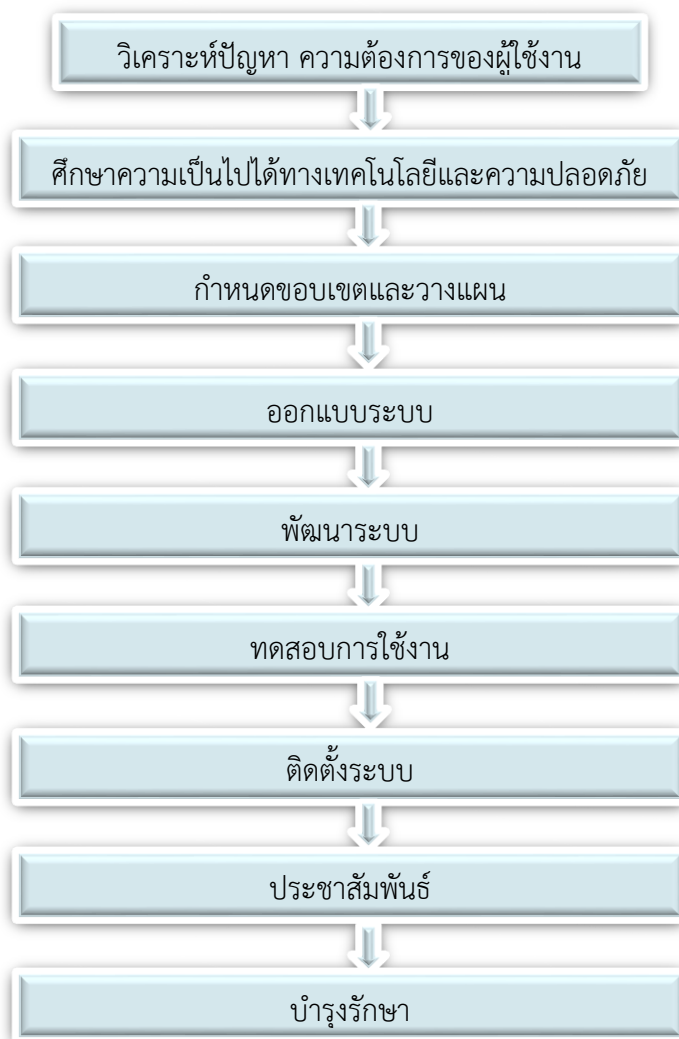 วิเคราะห์ปัญหา ความต้องการของผู้ใช้งาน
ศึกษาความเป็นไปได้ทางเทคโนโลยีและความปลอดภัย
กำหนดขอบเขตและวางแผน
ออกแบบระบบ
พัฒนาระบบ
ทดสอบการใช้งาน
ติดตั้งระบบ
ประชาสัมพันธ์
บำรุงรักษา